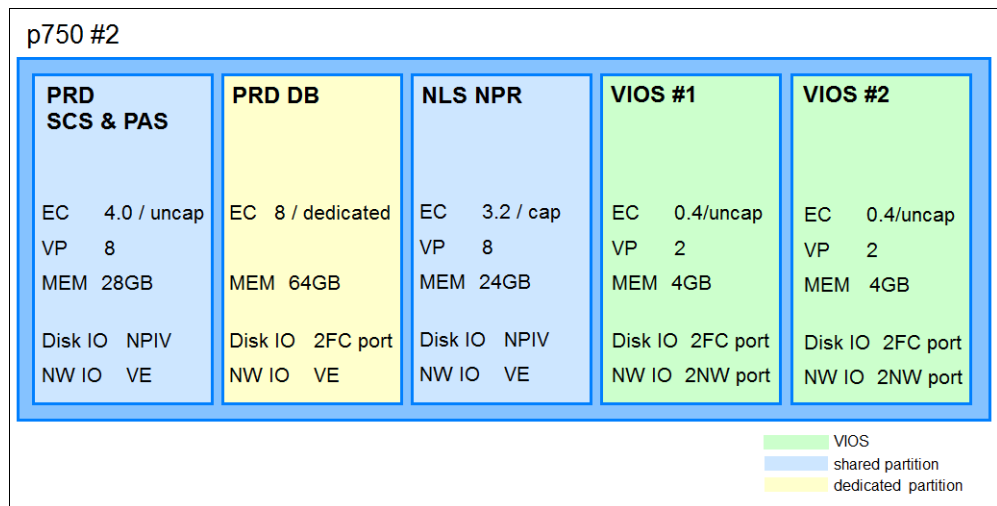 p750 #2
PRD
SCS & PAS
EC 4.0 / uncap
VP 8
MEM 28GB
Disk IO NPIV
NW IO VE
PRD DB
EC 8 / dedicated
MEM 64GB
Disk IO 2FC port
NW IO VE
NLS NPR
EC 3.2 / cap
VP 8
MEM 24GB
Disk IO NPIV
NW IO VE
VIOS #1
EC 0.4/uncap
VP 2
MEM 4GB
Disk IO 2FC port
NW IO 2NW port
VIOS #2
EC 0.4/uncap
VP 2
MEM 4GB
Disk IO 2FC port
NW IO 2NW port
VIOS
shared partition
dedicated partition